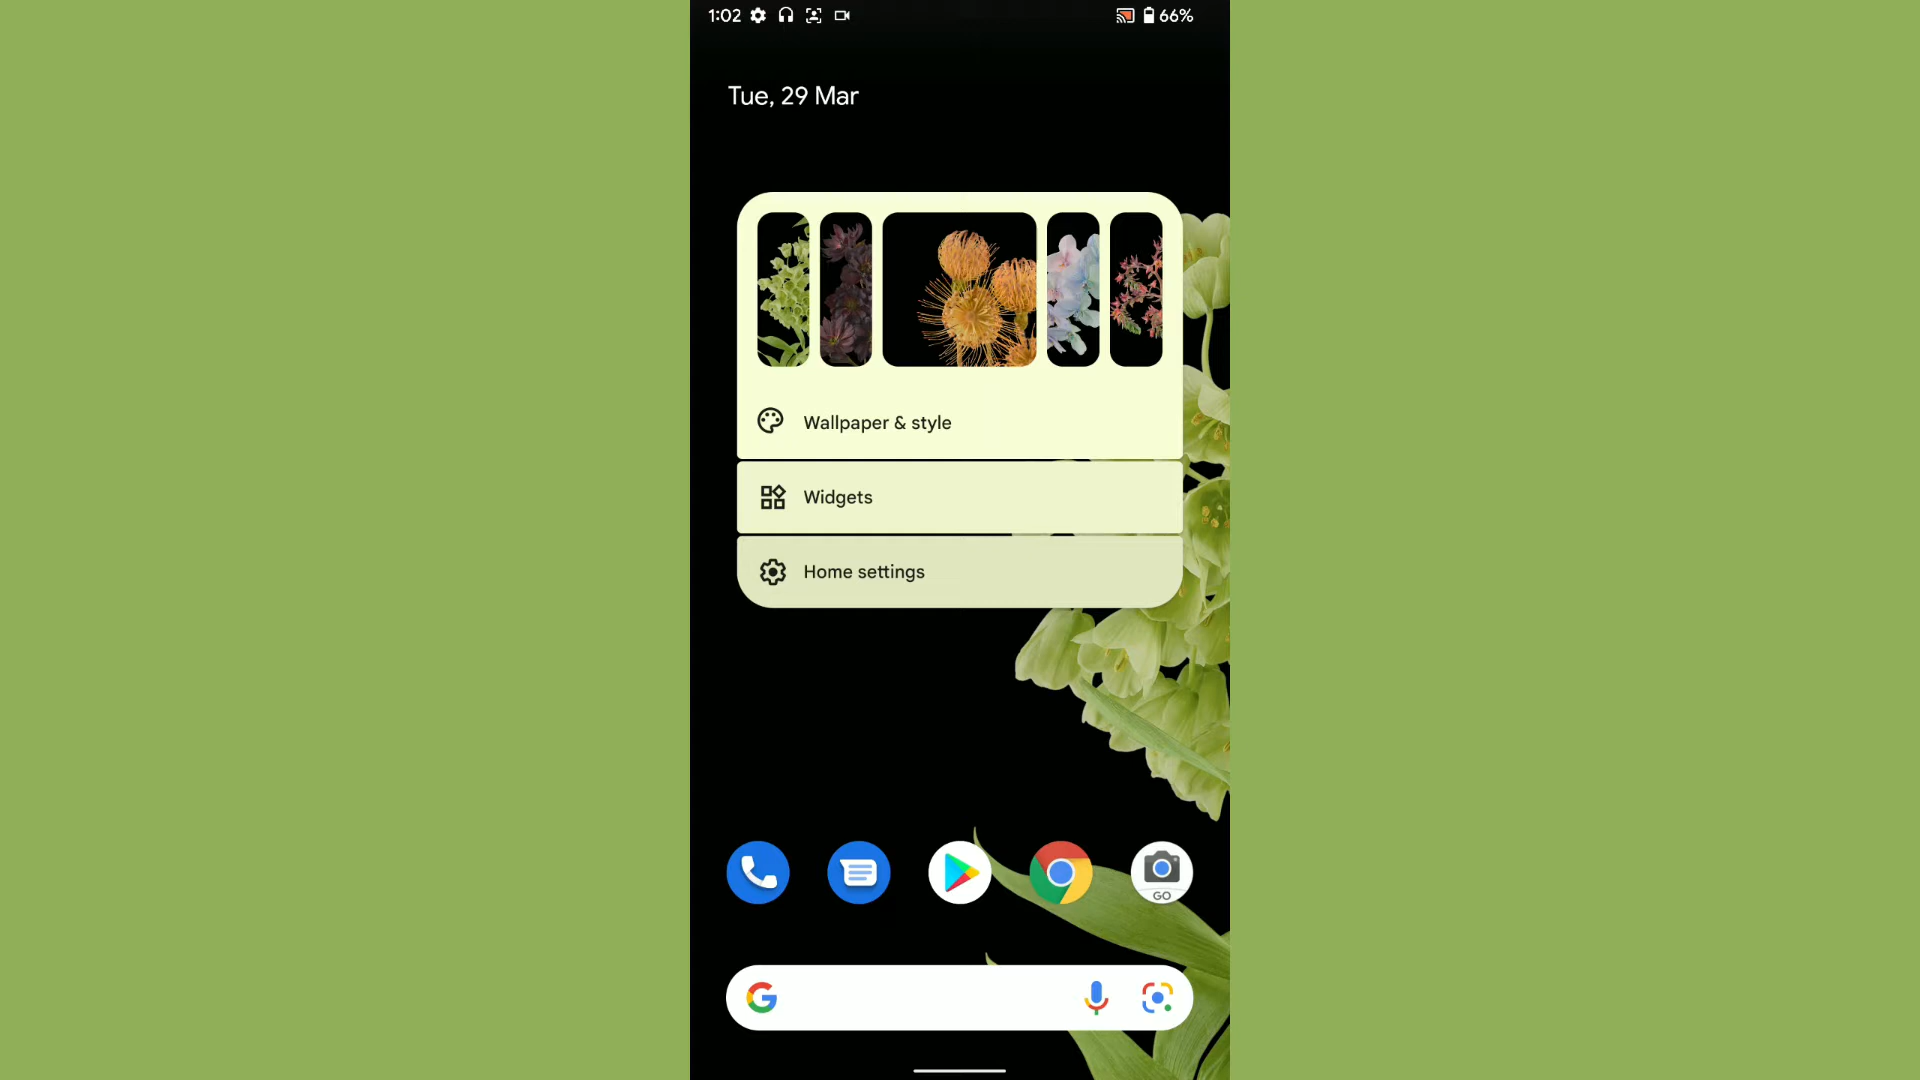 1:02 66%
Tue, 29 Mar
Wallpaper & style
Widgets
Home settings
GO